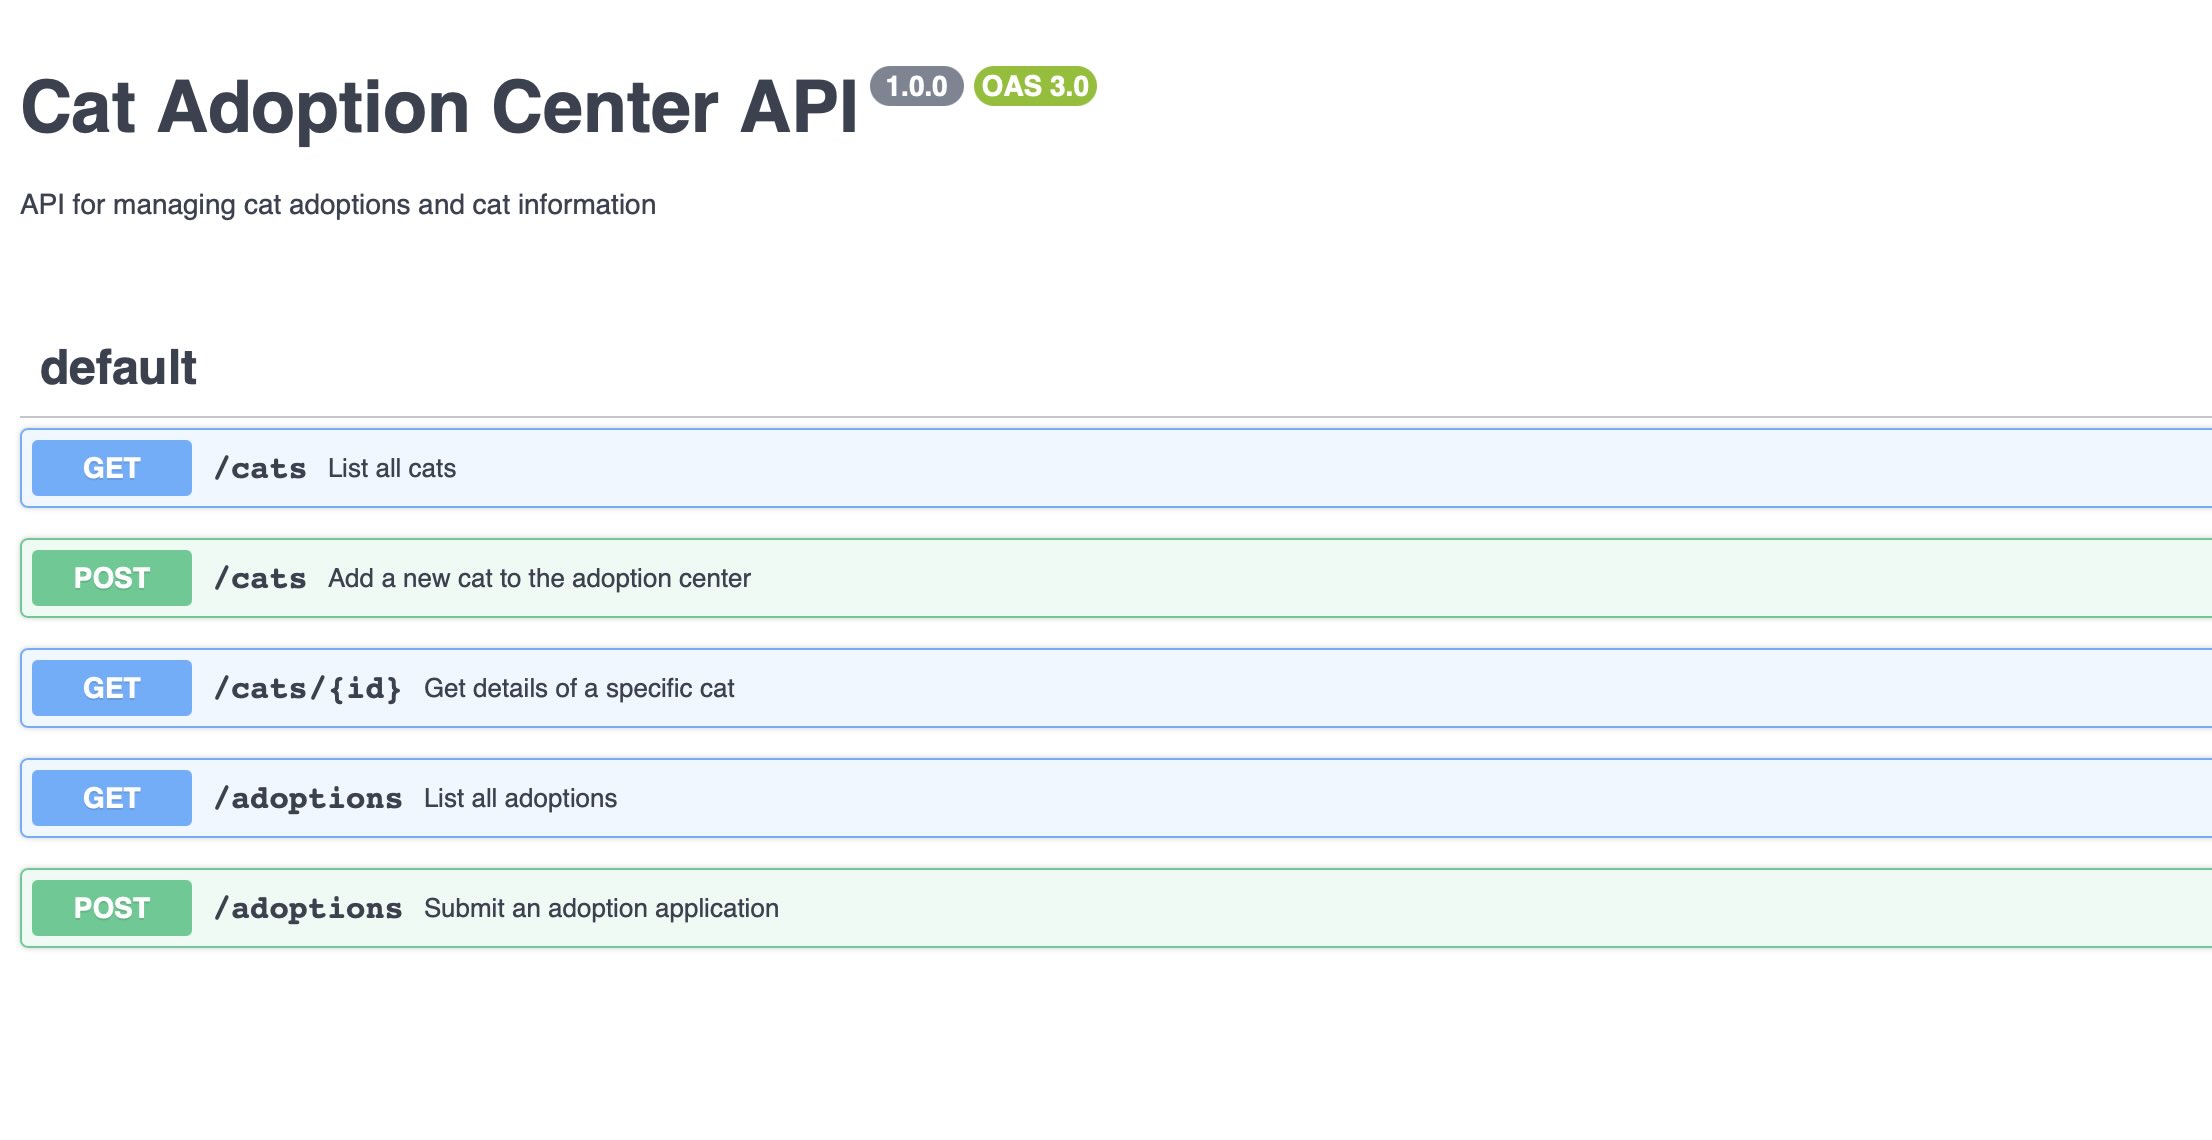 Cat Adoption Center API 1.0.0 OAS 3.0
API for managing cat adoptions and cat information
default
GET /cats List all cats
POST /cats Add a new cat to the adoption center
GET /cats/{id} Get details of a specific cat
GET /adoptions List all adoptions
POST /adoptions Submit an adoption application